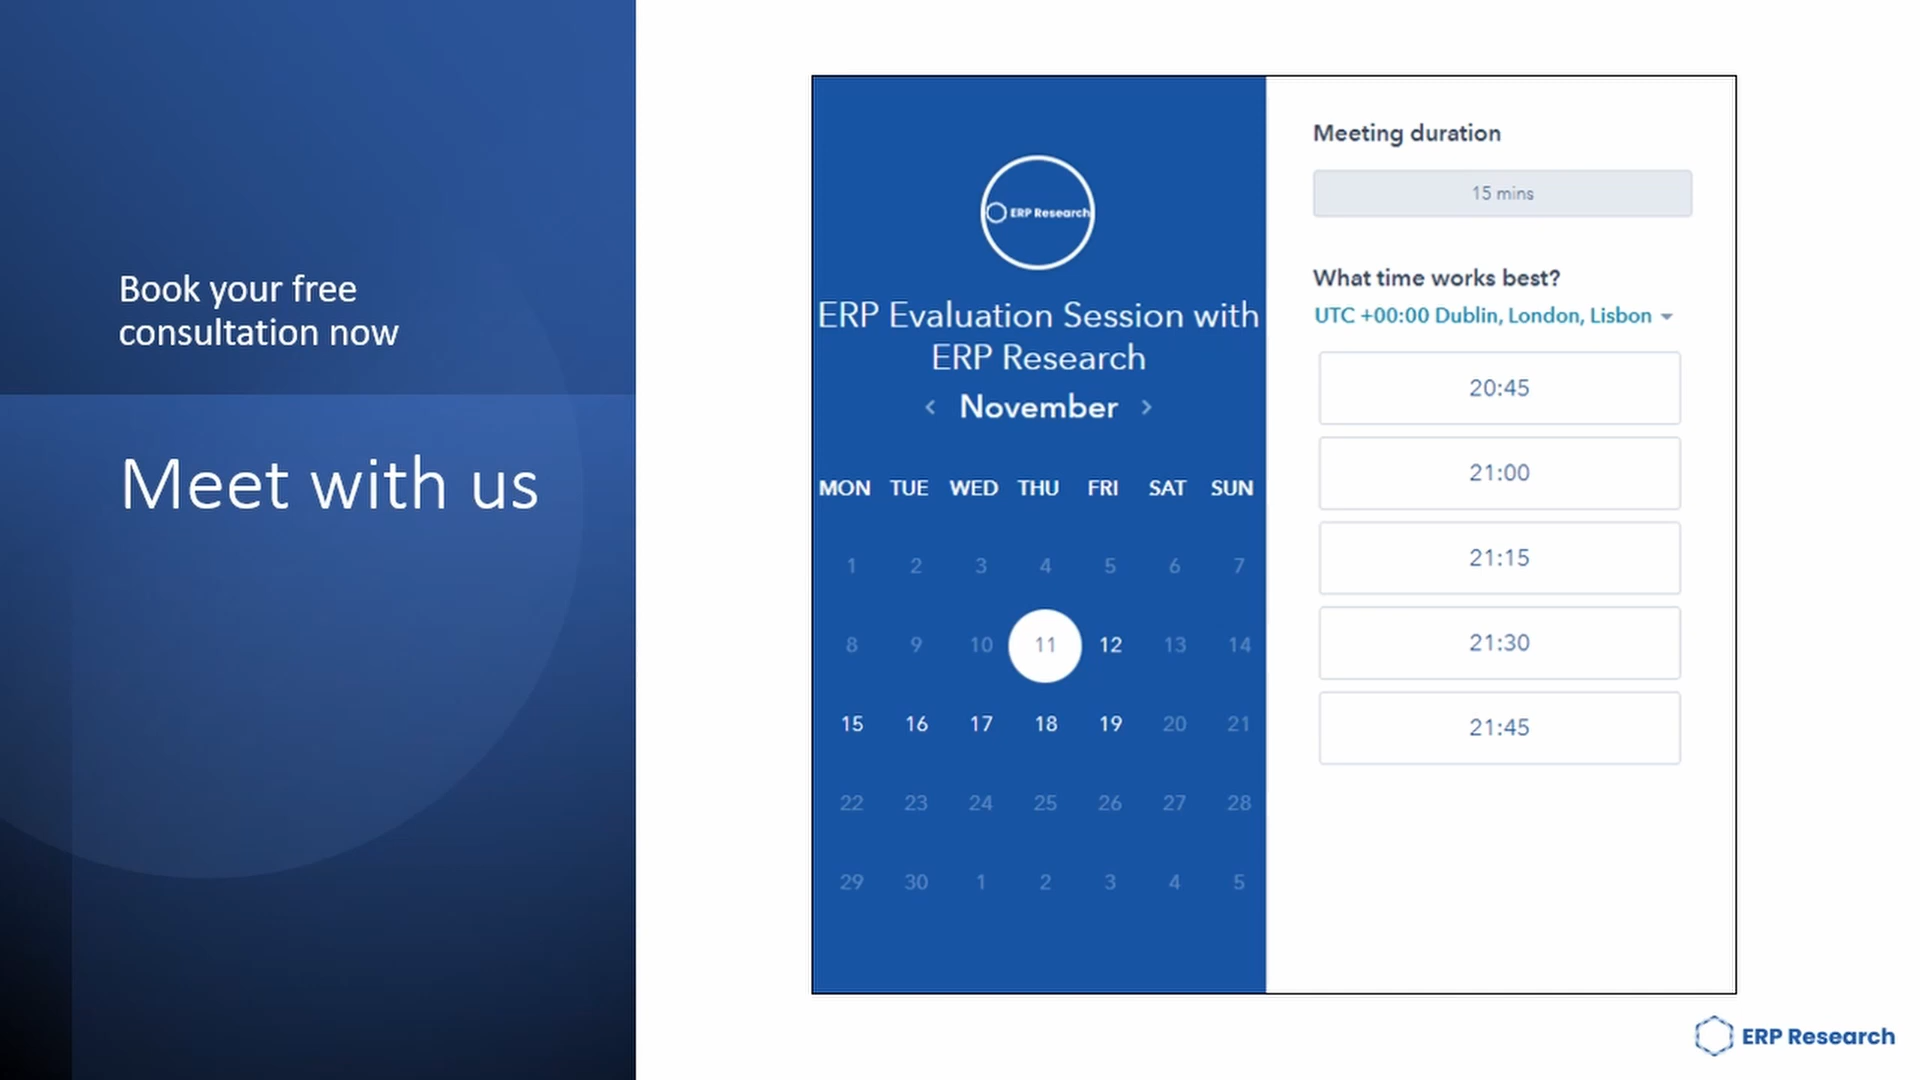 Book your free
consultation now
Meet with us
ERP Research
ERP Evaluation Session with
ERP Research
November
MON TUE WED THU FRI SAT SUN
1 2 3 4 5 6 7
8 9 10 11 12 13 14
15 16 17 18 19 20 21
22 23 24 25 26 27 28
29 30 1 2 3 4 5
Meeting duration
15 mins
What time works best?
UTC +00:00 Dublin, London, Lisbon
20:45
21:00
21:15
21:30
21:45
ERP Research